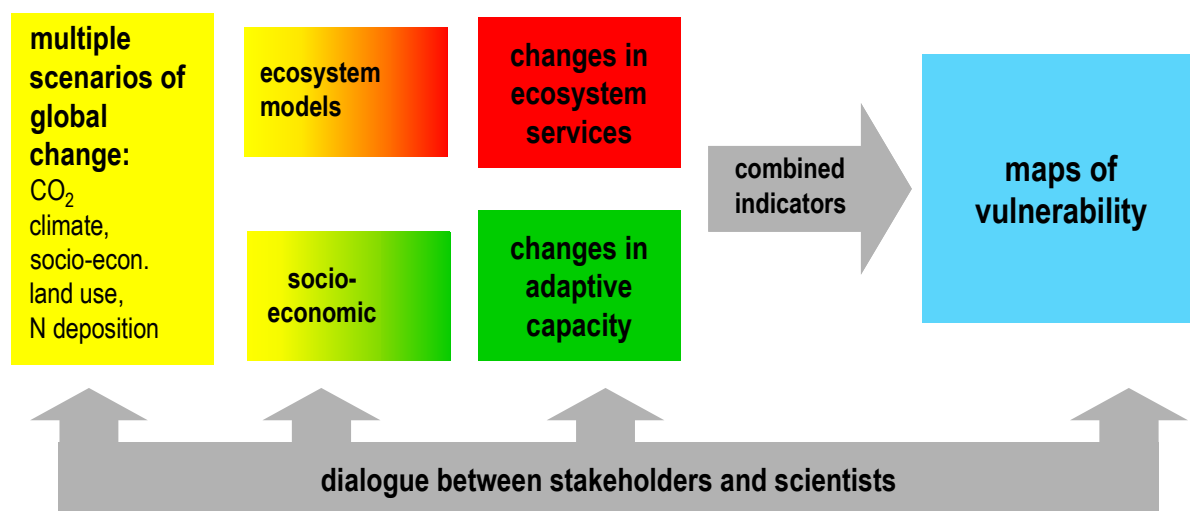 multiple
scenarios of
global
change:
CO₂
climate,
socio-econ.
land use,
N deposition
ecosystem
models
socio-
economic
changes in
ecosystem
services
changes in
adaptive
capacity
combined
indicators
maps of
vulnerability
dialogue between stakeholders and scientists